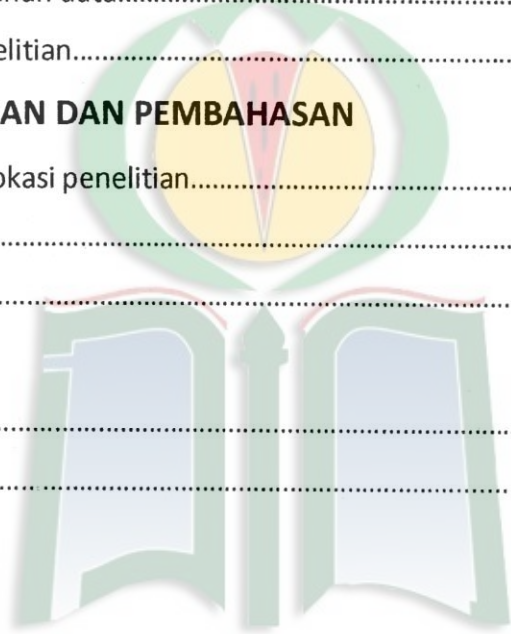 elitian..............................................................
AN DAN PEMBAHASAN
okasi penelitian.............................................
................................................................................
................................................................................
................................................................................
................................................................................